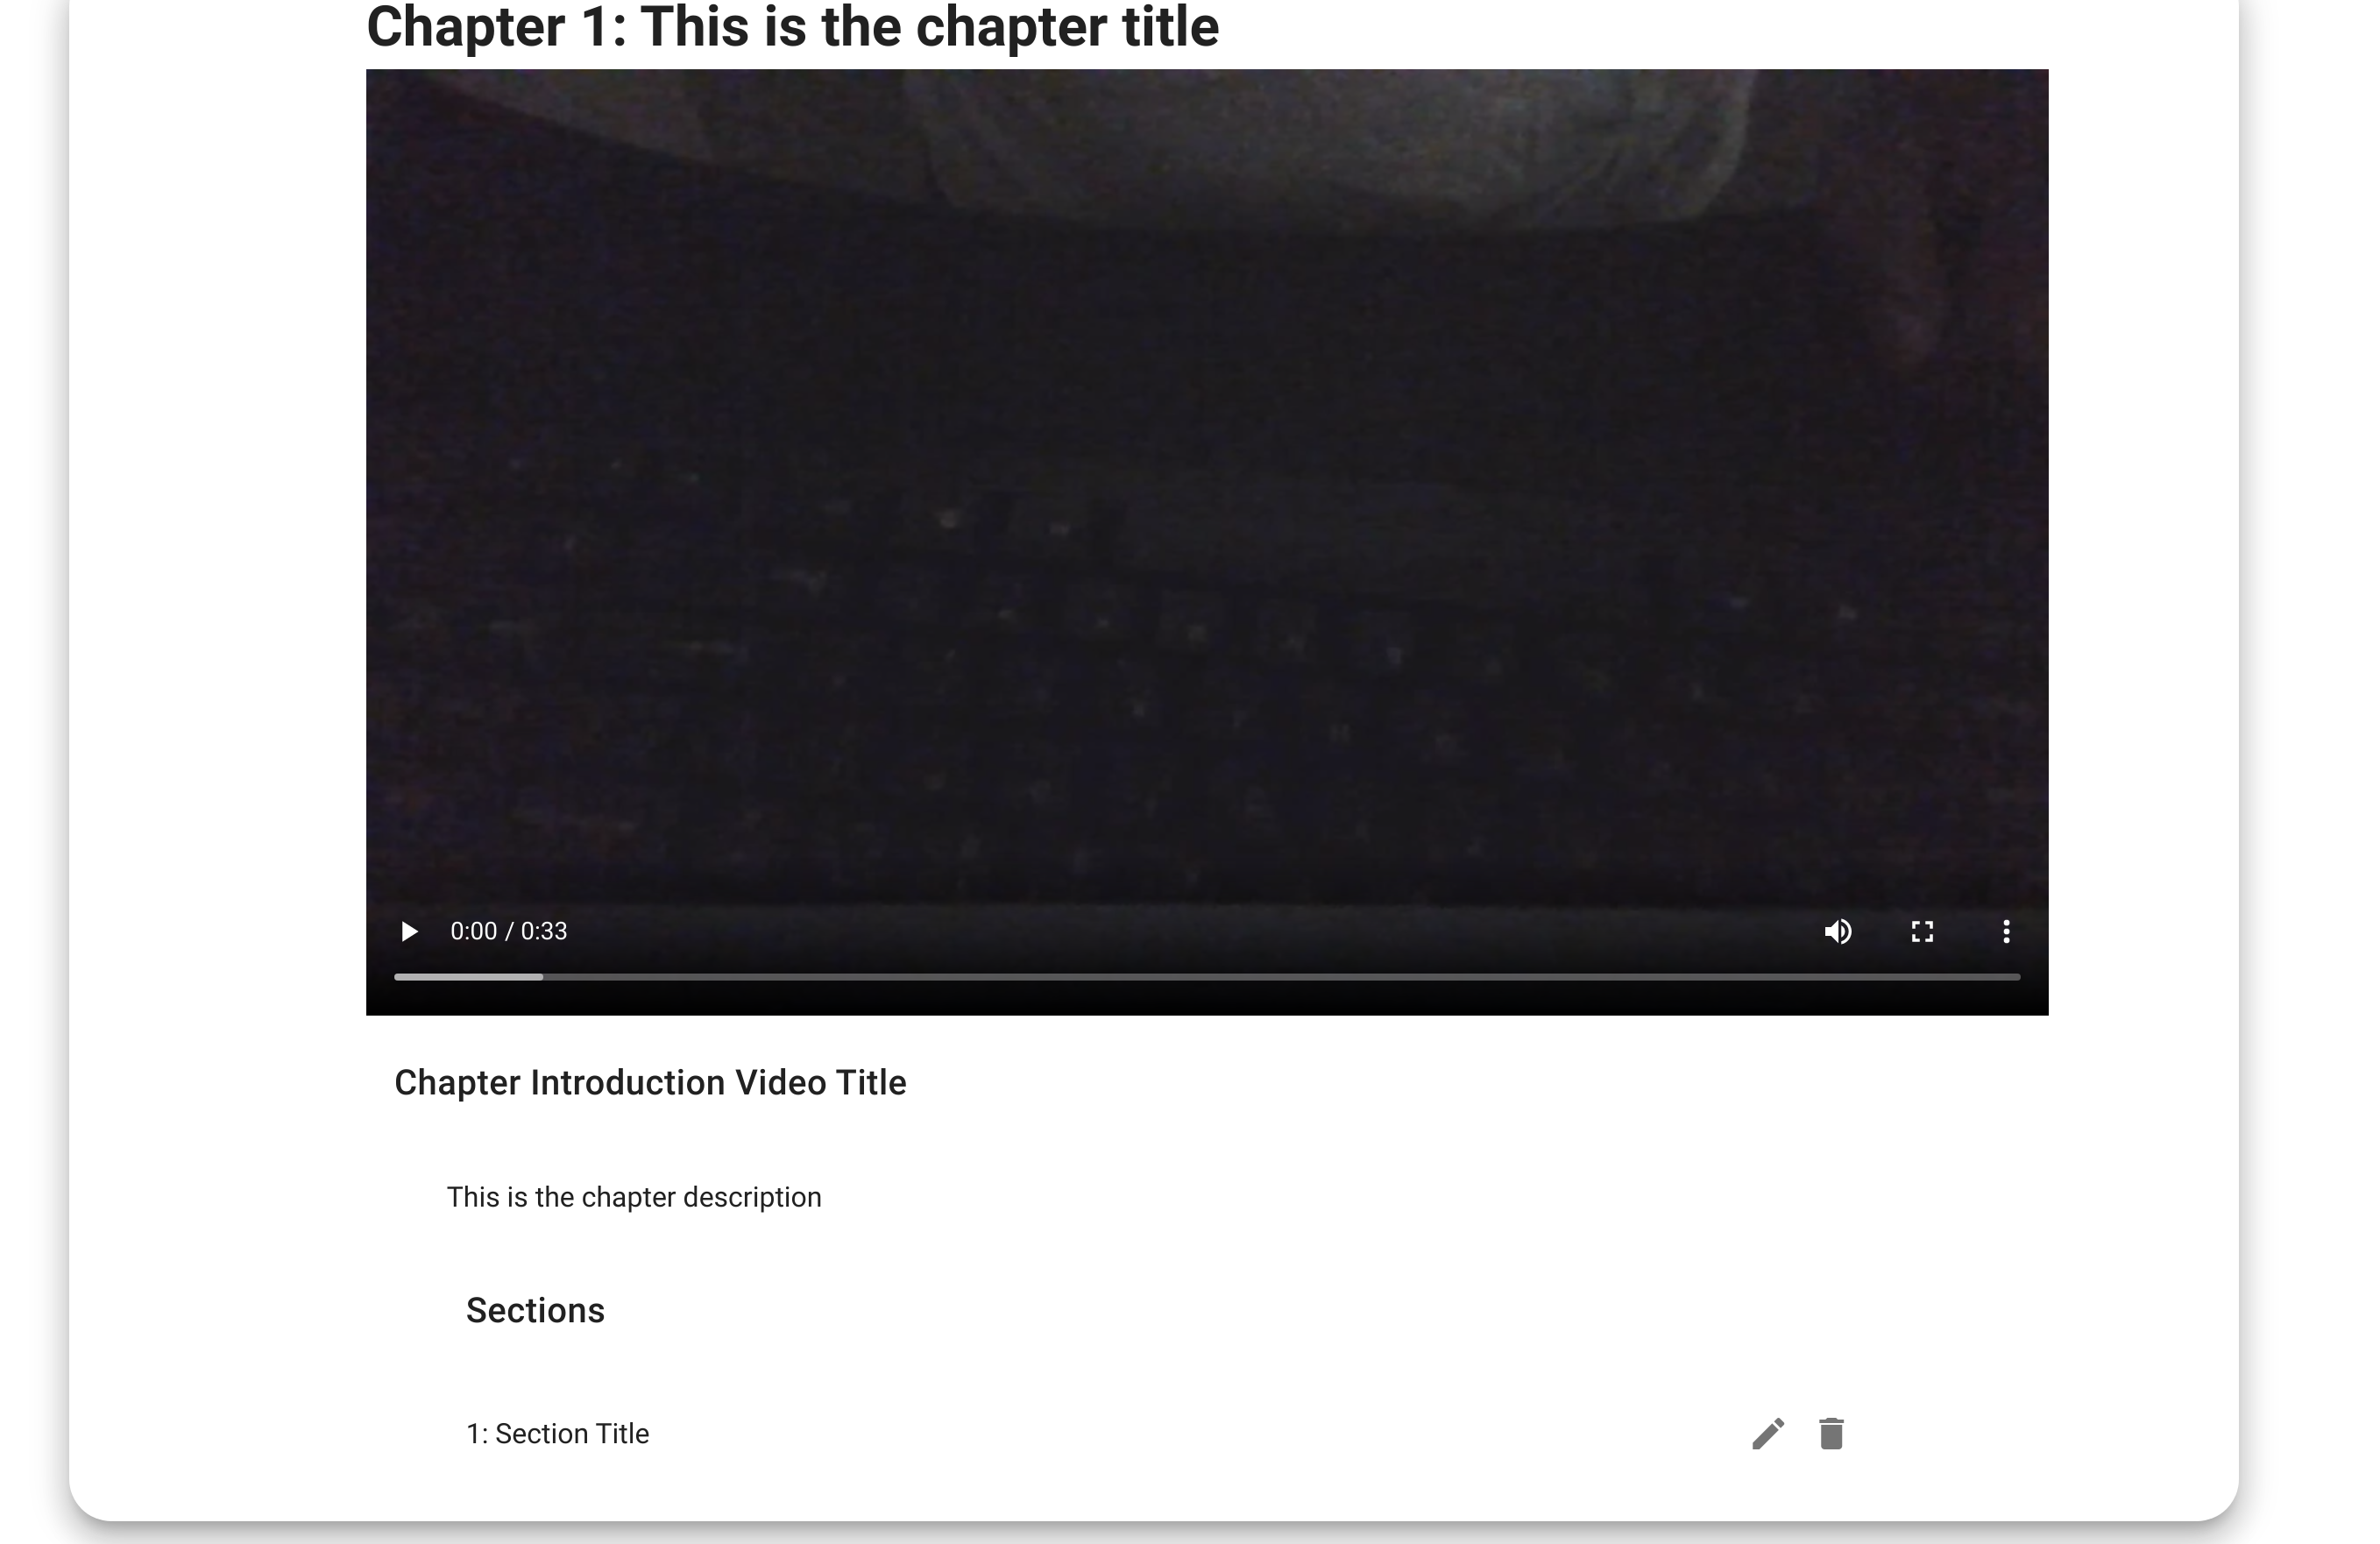 Chapter 1: This is the chapter title
0:00 / 0:33
Chapter Introduction Video Title
This is the chapter description
Sections
1: Section Title